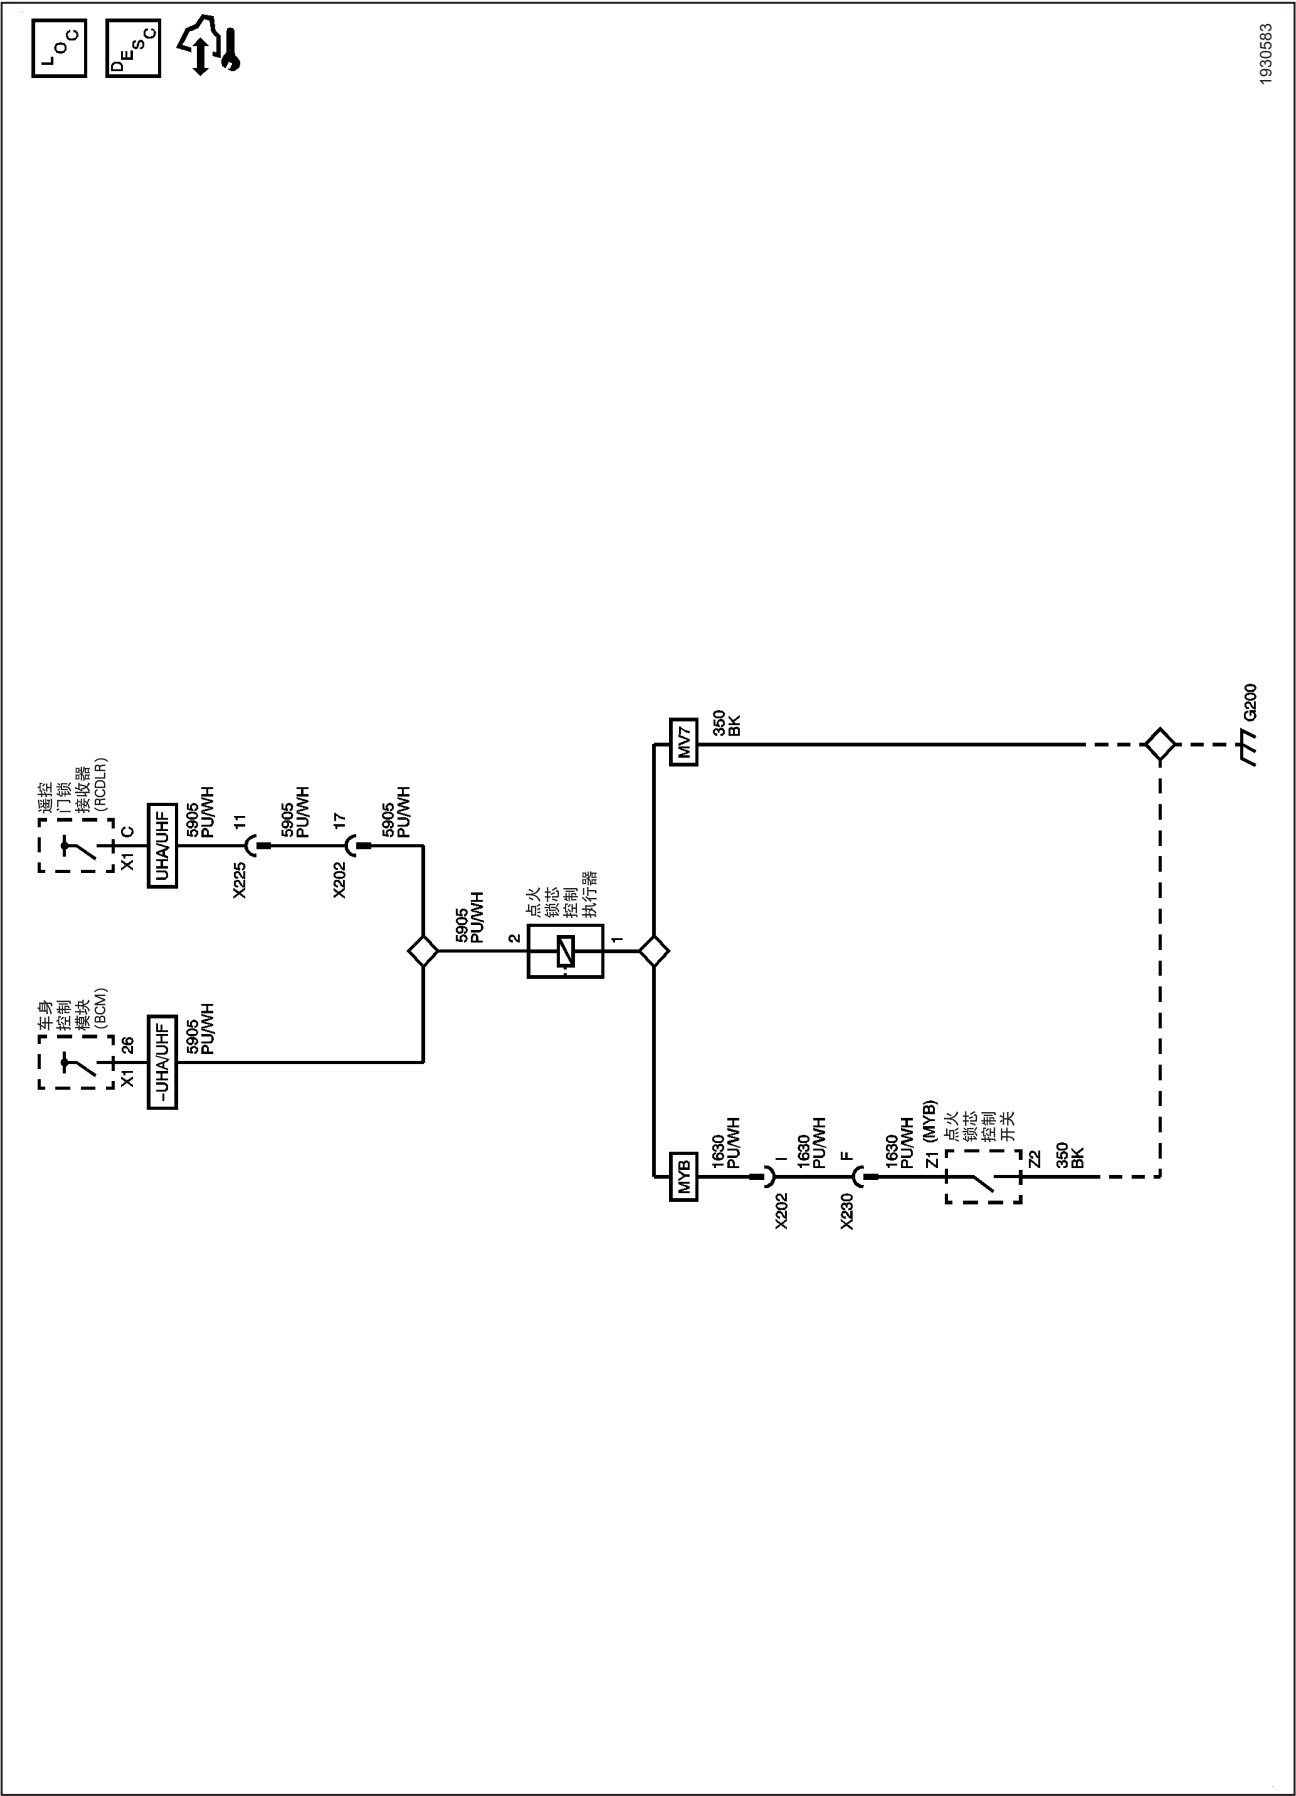 LOC
DESC
1930583
车身
控制
模块
(BCM)
X1 26
-UHA/UHF
5905
PU/WH
遥控
门锁
接收器
(RCDLR)
X1 C
UHA/UHF
5905
PU/WH
X225 11
5905
PU/WH
X202 17
5905
PU/WH
5905
PU/WH
2
点火
锁芯
控制
执行器
1
MYB
1630
PU/WH
X202 I
1630
PU/WH
X230 F
1630
PU/WH
Z1 (MYB)
点火
锁芯
控制
开关
Z2
350
BK
MV7
350
BK
G200